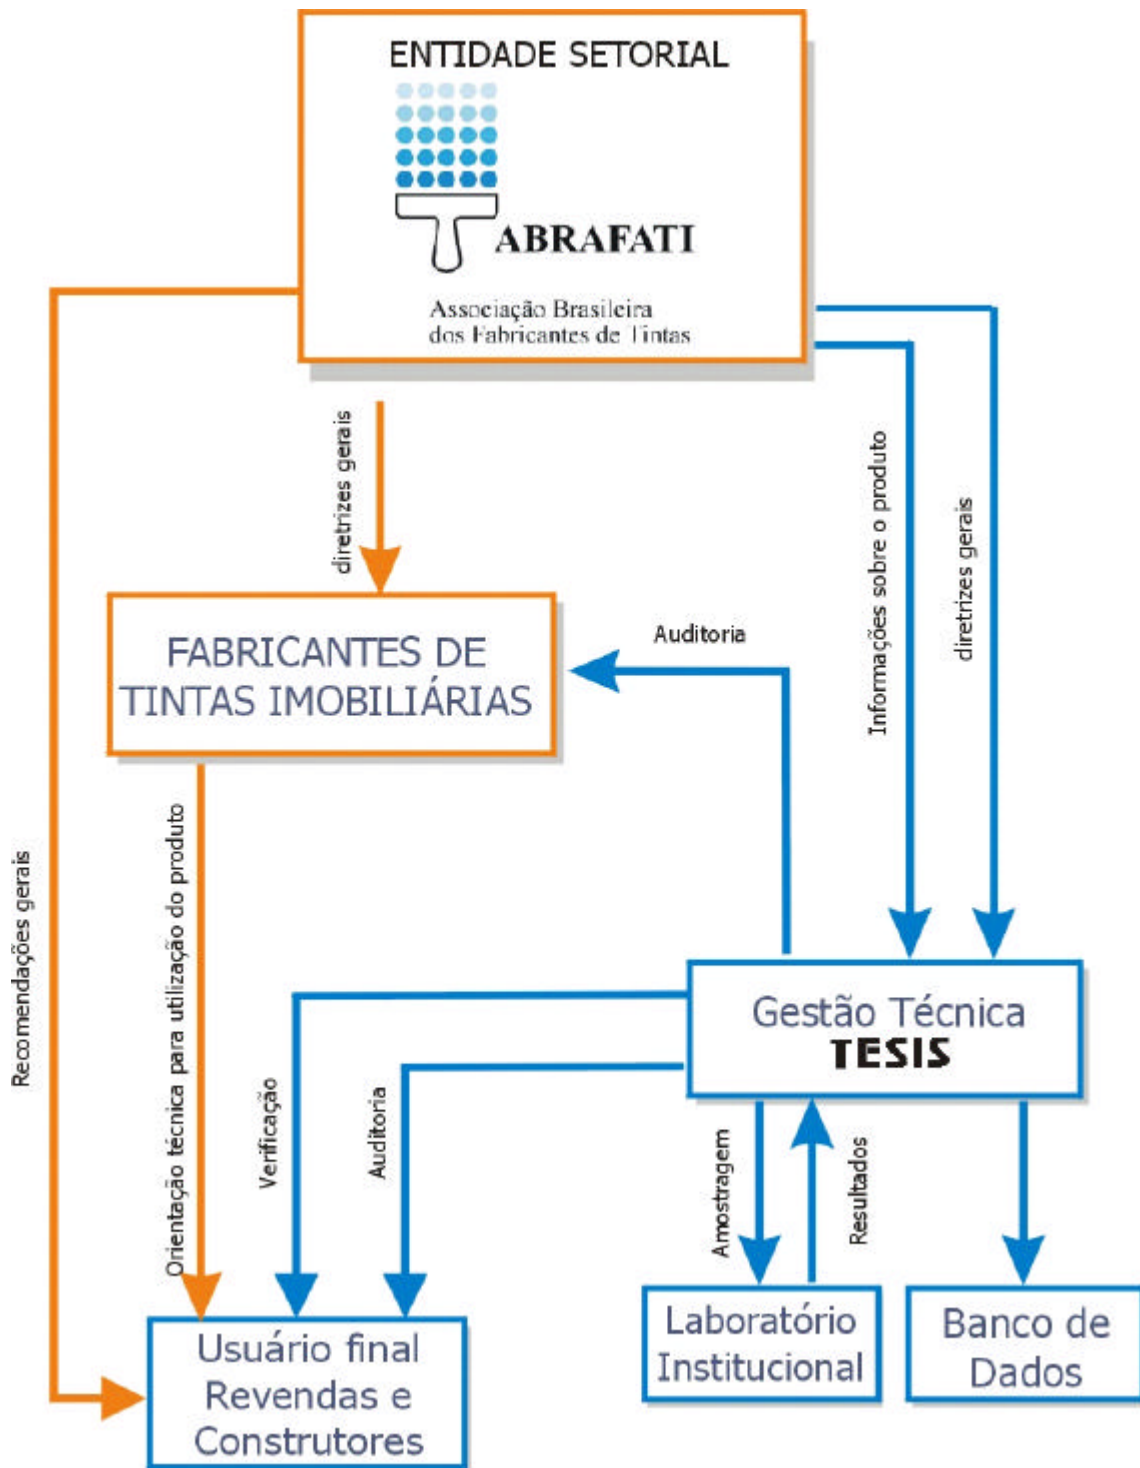 ENTIDADE SETORIAL
ABRAFATI
Associação Brasileira
dos Fabricantes de Tintas
diretrizes gerais
Informações sobre o produto
diretrizes gerais
Auditoria
FABRICANTES DE
TINTAS IMOBILIÁRIAS
Recomendações gerais
Orientação técnica para utilização do produto
Gestão Técnica
TESIS
Verificação
Auditoria
Amostragem
Resultados
Usuário final
Revendas e
Construtores
Laboratório
Institucional
Banco de
Dados